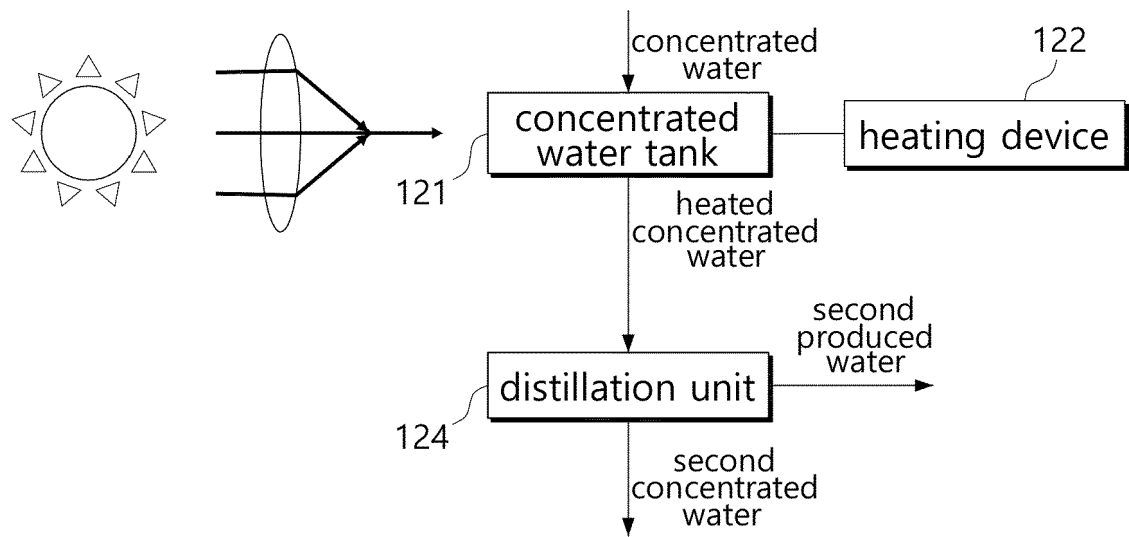 concentrated
water
122
concentrated
water tank
heating device
121
heated
concentrated
water
second
produced
water
distillation unit
124
second
concentrated
water